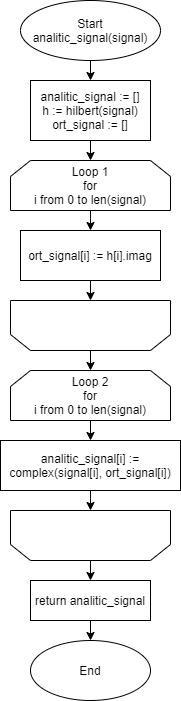 Start
analitic_signal(signal)
analitic_signal := []
h := hilbert(signal)
ort_signal := []
Loop 1
for
i from 0 to len(signal)
ort_signal[i] := h[i].imag
Loop 2
for
i from 0 to len(signal)
analitic_signal[i] :=
complex(signal[i], ort_signal[i])
return analitic_signal
End